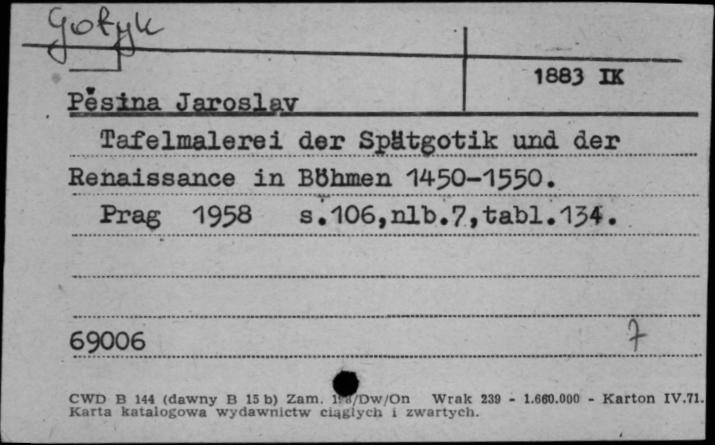 Gotyk
1883 IK
Pěsina Jaroslav
Tafelmalerei der Spätgotik und der
Renaissance in Böhmen 1450-1550.
Prag 1958 s.106,nlb.7,tabl.134.
69006 7
CWD B 144 (dawny B 15 b) Zam. /Dw/On Wrak 239 - 1.660.000 - Karton IV.71.
Karta katalogowa wydawnictw ciągłych i zwartych.